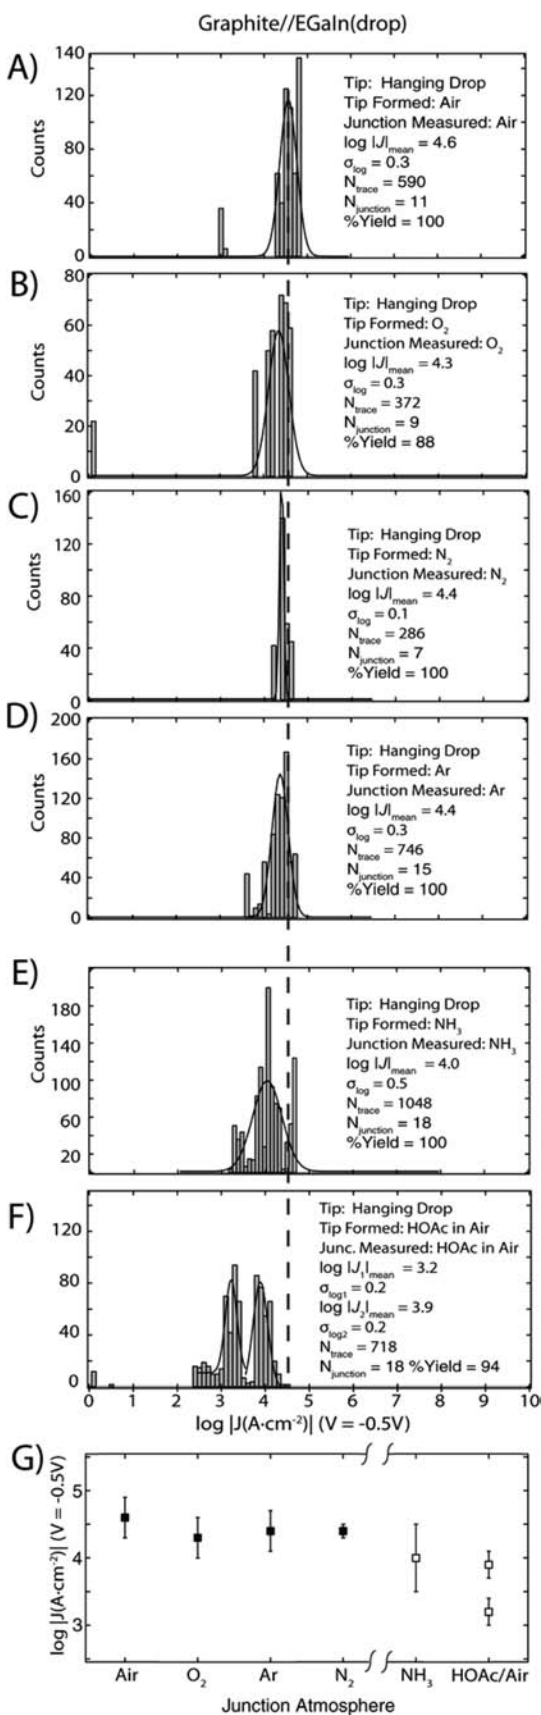 Graphite//EGaIn(drop)
A)
140
120
80
40
0
Counts
Tip: Hanging Drop
Tip Formed: Air
Junction Measured: Air
log |J|mean = 4.6
σlog = 0.3
Ntrace = 590
Njunction = 11
%Yield = 100
B)
80
60
40
20
0
Counts
Tip: Hanging Drop
Tip Formed: O2
Junction Measured: O2
log |J|mean = 4.3
σlog = 0.3
Ntrace = 372
Njunction = 9
%Yield = 88
C)
160
120
80
40
0
Counts
Tip: Hanging Drop
Tip Formed: N2
Junction Measured: N2
log |J|mean = 4.4
σlog = 0.1
Ntrace = 286
Njunction = 7
%Yield = 100
D)
200
160
120
80
40
0
Counts
Tip: Hanging Drop
Tip Formed: Ar
Junction Measured: Ar
log |J|mean = 4.4
σlog = 0.3
Ntrace = 746
Njunction = 15
%Yield = 100
E)
180
140
100
60
20
Counts
Tip: Hanging Drop
Tip Formed: NH3
Junction Measured: NH3
log |J|mean = 4.0
σlog = 0.5
Ntrace = 1048
Njunction = 18
%Yield = 100
F)
120
80
40
0
Tip: Hanging Drop
Tip Formed: HOAc in Air
Junc. Measured: HOAc in Air
log |J1|mean = 3.2
σlog1 = 0.2
log |J2|mean = 3.9
σlog2 = 0.2
Ntrace = 718
Njunction = 18 %Yield = 94
0 1 2 3 4 5 6 7 8 9 10
log |J(A·cm-2)| (V = -0.5V)
G)
5
4
3
log |J(A·cm-2)| (V = -0.5V)
Air O2 Ar N2 NH3 HOAc/Air
Junction Atmosphere